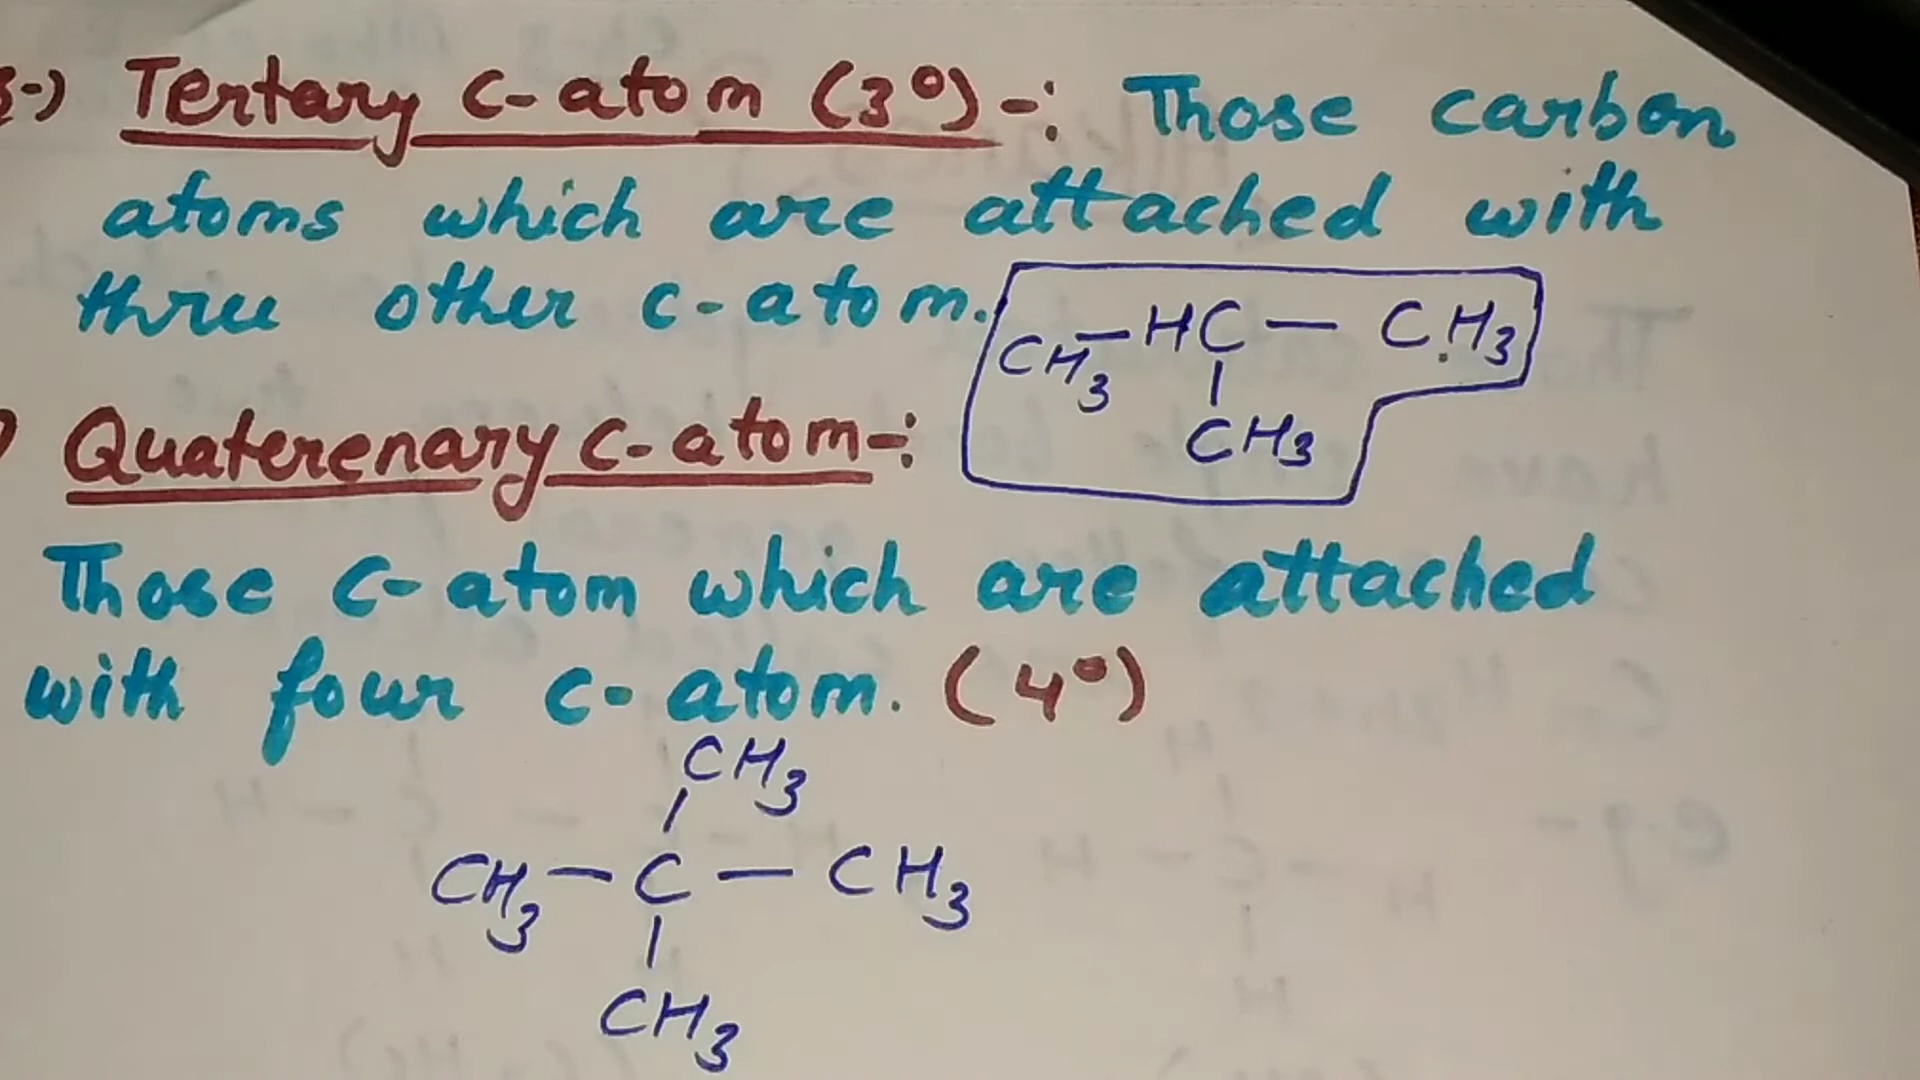 3-) Tertary C-atom (3°) -: Those carbon
atoms which are attached with
three other C-atom.
CH3 - HC - CH3
|
CH3
Quaterenary C-atom -:
Those C-atom which are attached
with four C-atom. (4°)
CH3
|
CH3 - C - CH3
|
CH3